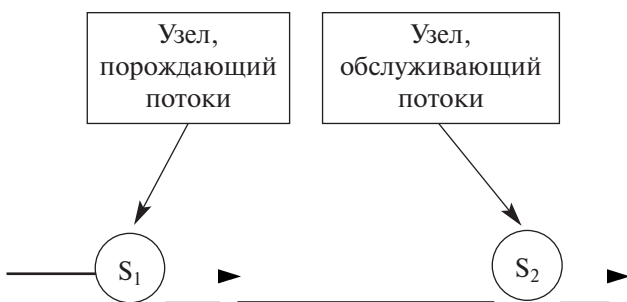 Узел,
порождающий
потоки
Узел,
обслуживающий
потоки
S₁
S₂